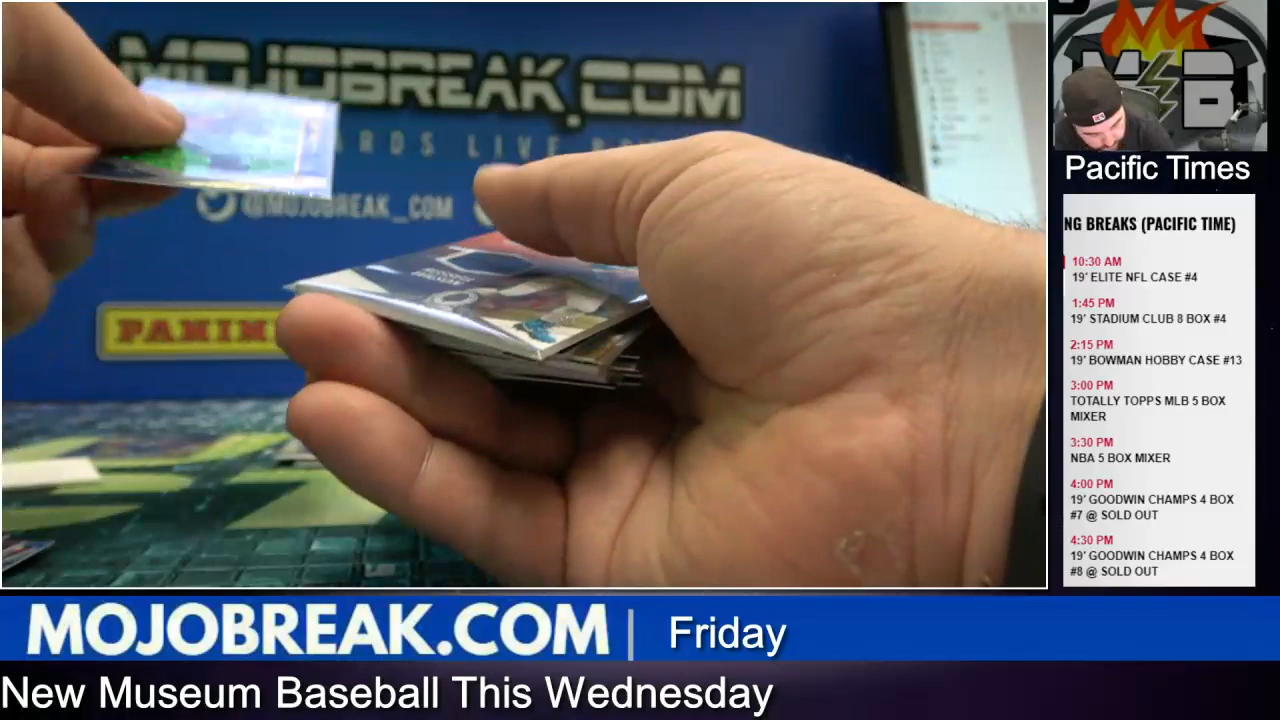 MOJOBREAK.COM
ARDS LIVE
@MOJOBREAK_COM
PANINI
MB
Pacific Times
NG BREAKS (PACIFIC TIME)
10:30 AM
19' ELITE NFL CASE #4
1:45 PM
19' STADIUM CLUB 8 BOX #4
2:15 PM
19' BOWMAN HOBBY CASE #13
3:00 PM
TOTALLY TOPPS MLB 5 BOX
MIXER
3:30 PM
NBA 5 BOX MIXER
4:00 PM
19' GOODWIN CHAMPS 4 BOX
#7 @ SOLD OUT
4:30 PM
19' GOODWIN CHAMPS 4 BOX
#8 @ SOLD OUT
MOJOBREAK.COM | Friday
New Museum Baseball This Wednesday